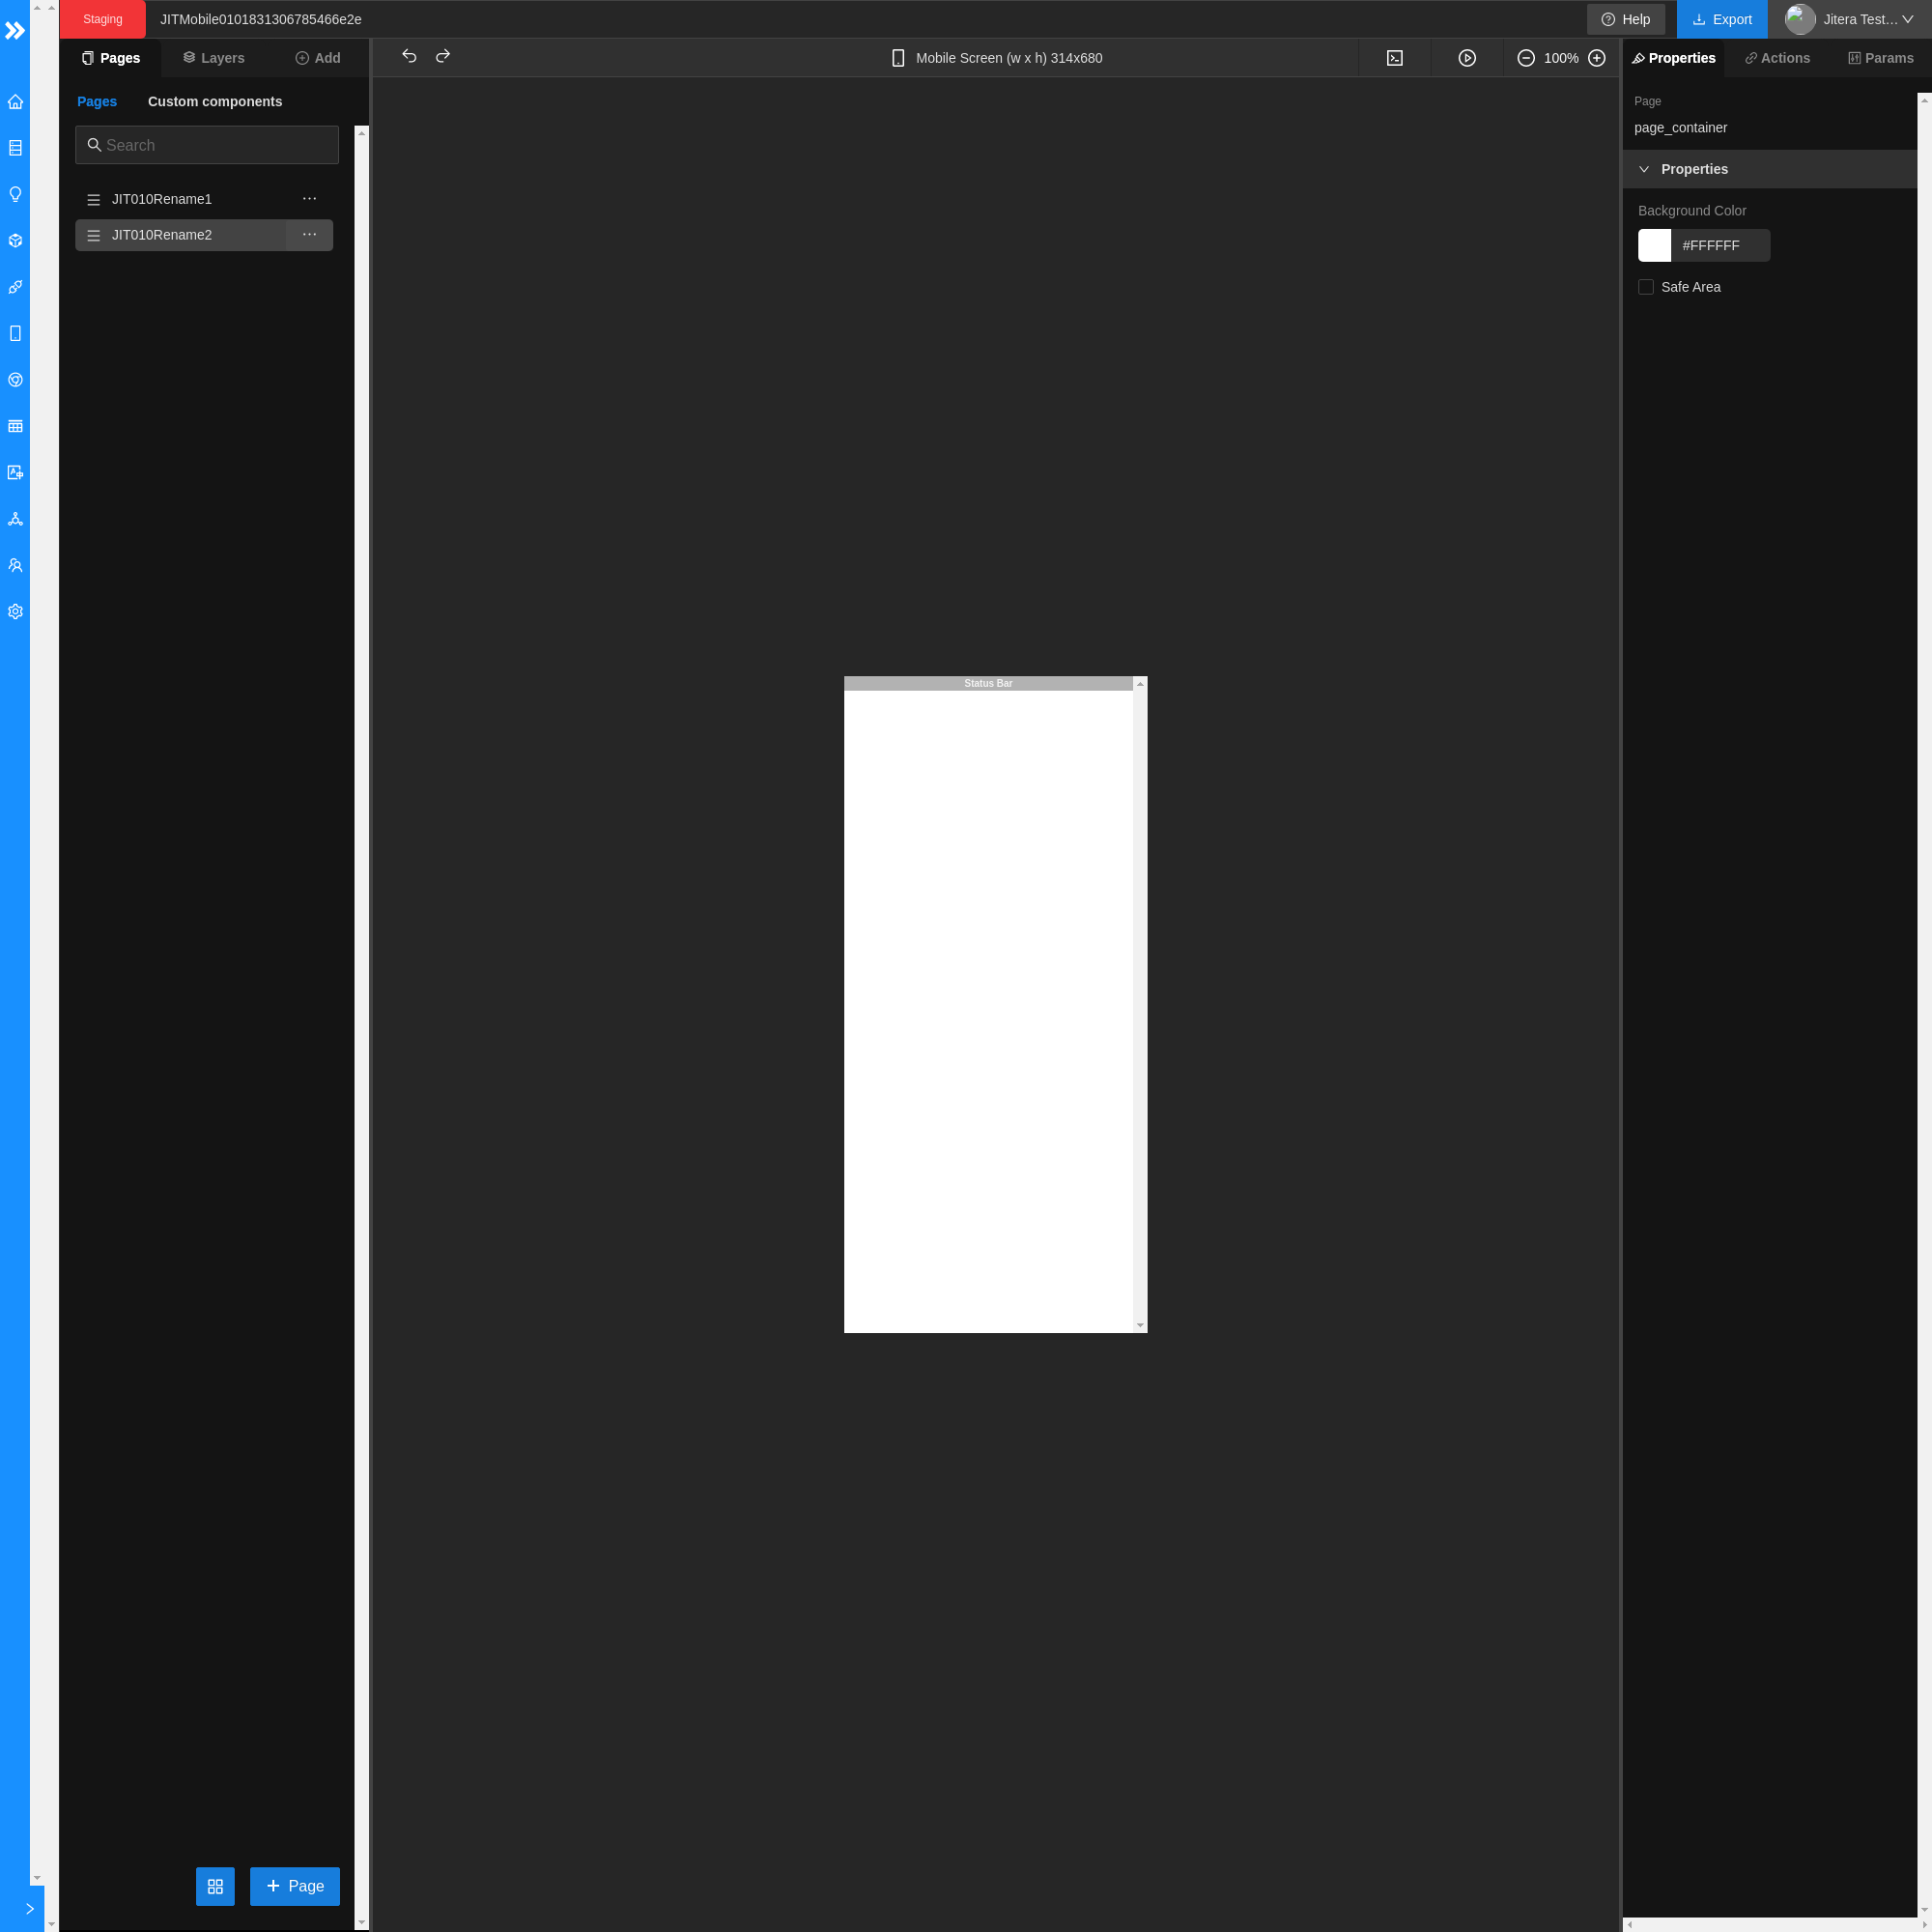 Staging
JITMobile0101831306785466e2e
Help
Export
Jitera Test...
Pages
Layers
Add
Mobile Screen (w x h) 314x680
100%
Properties
Actions
Params
Pages
Custom components
Search
JIT010Rename1
JIT010Rename2
Page
page_container
Properties
Background Color
#FFFFFF
Safe Area
Status Bar
Page